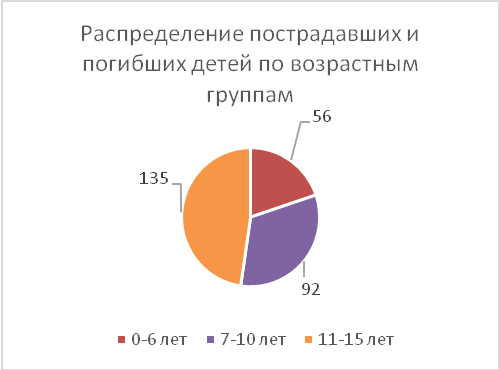 Распределение пострадавших и
погибших детей по возрастным
группам
56
135
92
0-6 лет 7-10 лет 11-15 лет